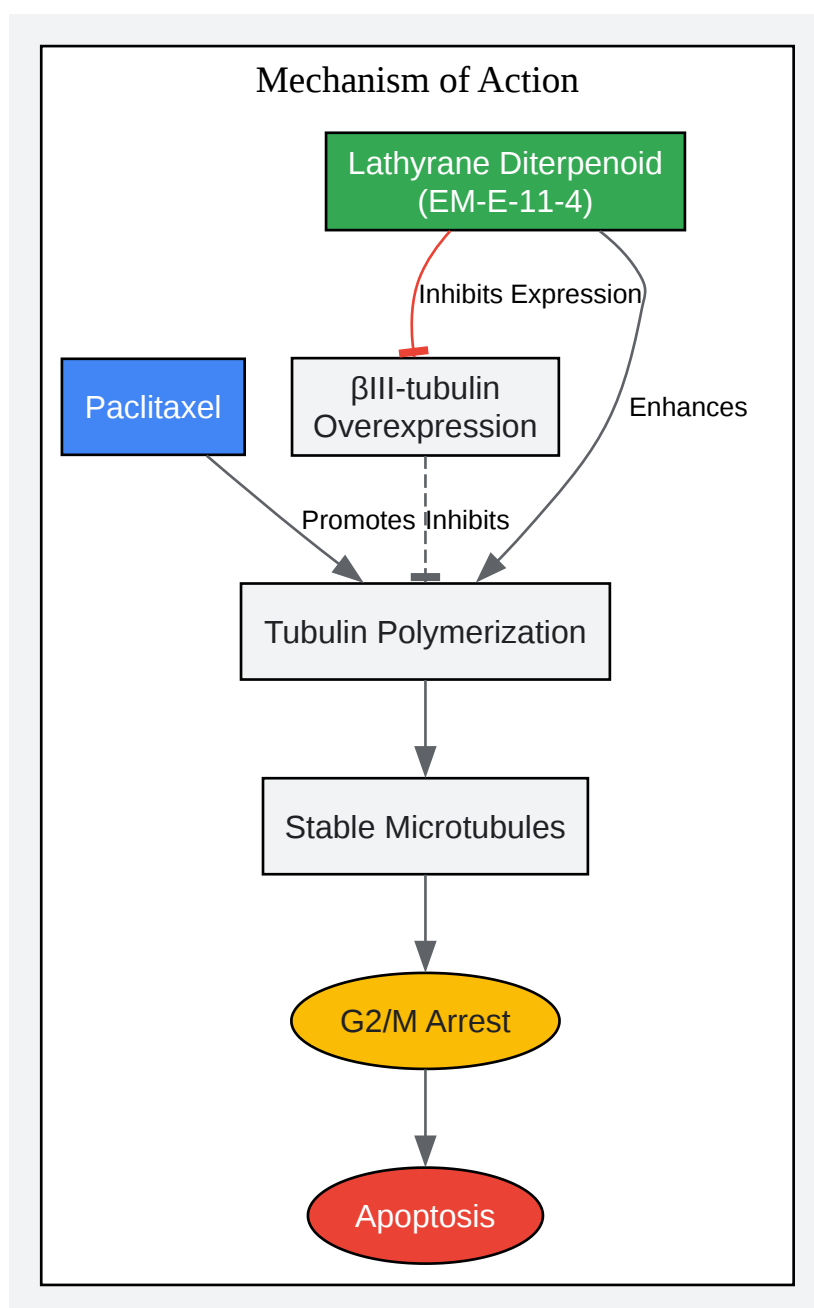 Mechanism of Action
Lathyrane Diterpenoid
(EM-E-11-4)
Inhibits Expression
Paclitaxel
βIII-tubulin
Overexpression
Enhances
Promotes
Inhibits
Tubulin Polymerization
Stable Microtubules
G2/M Arrest
Apoptosis